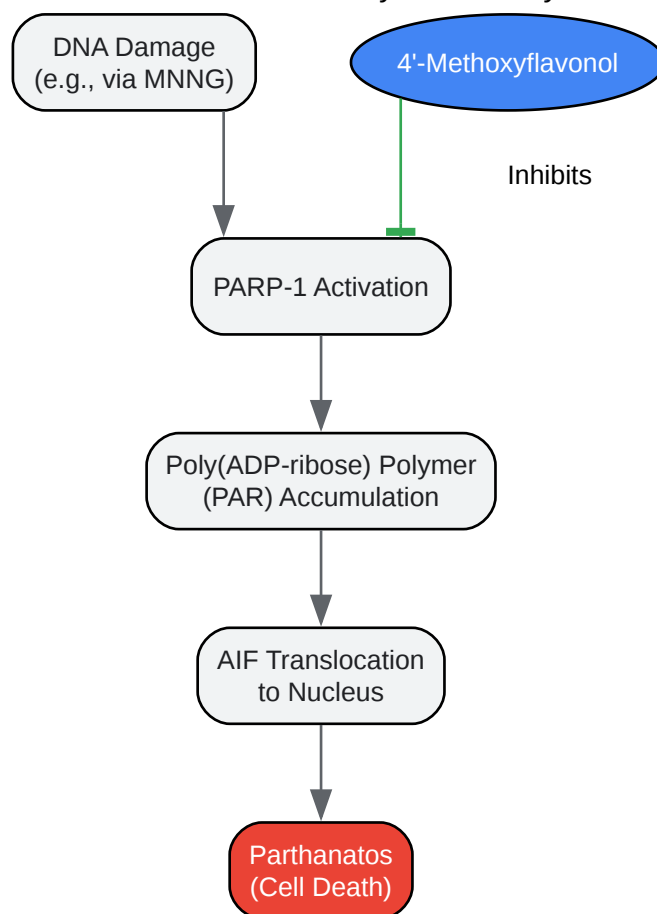 DNA Damage
(e.g., via MNNG)
4'-Methoxyflavonol
Inhibits
PARP-1 Activation
Poly(ADP-ribose) Polymer
(PAR) Accumulation
AIF Translocation
to Nucleus
Parthanatos
(Cell Death)